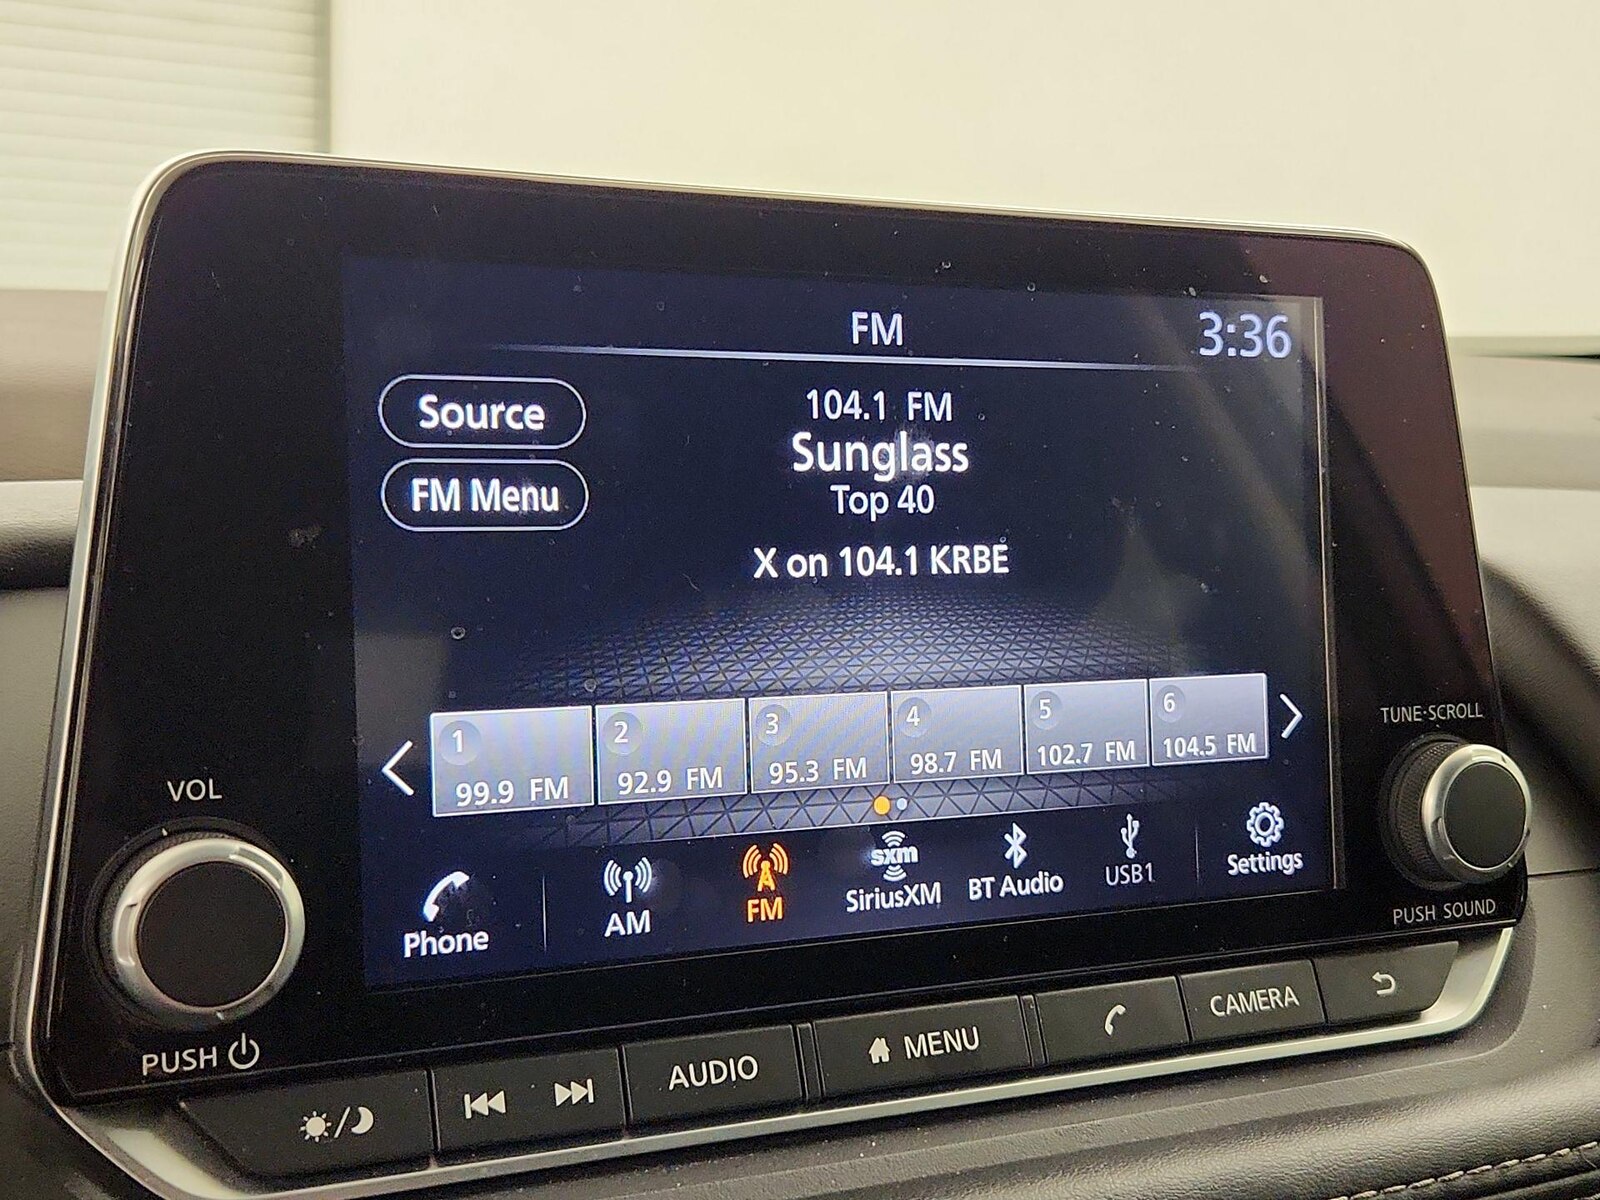 FM
3:36
Source
FM Menu
104.1 FM
Sunglass
Top 40
X on 104.1 KRBE
1
99.9 FM
2
92.9 FM
3
95.3 FM
4
98.7 FM
5
102.7 FM
6
104.5 FM
Phone
AM
FM
sxm
SiriusXM
BT Audio
USB1
Settings
VOL
PUSH
TUNE·SCROLL
PUSH SOUND
AUDIO
MENU
CAMERA